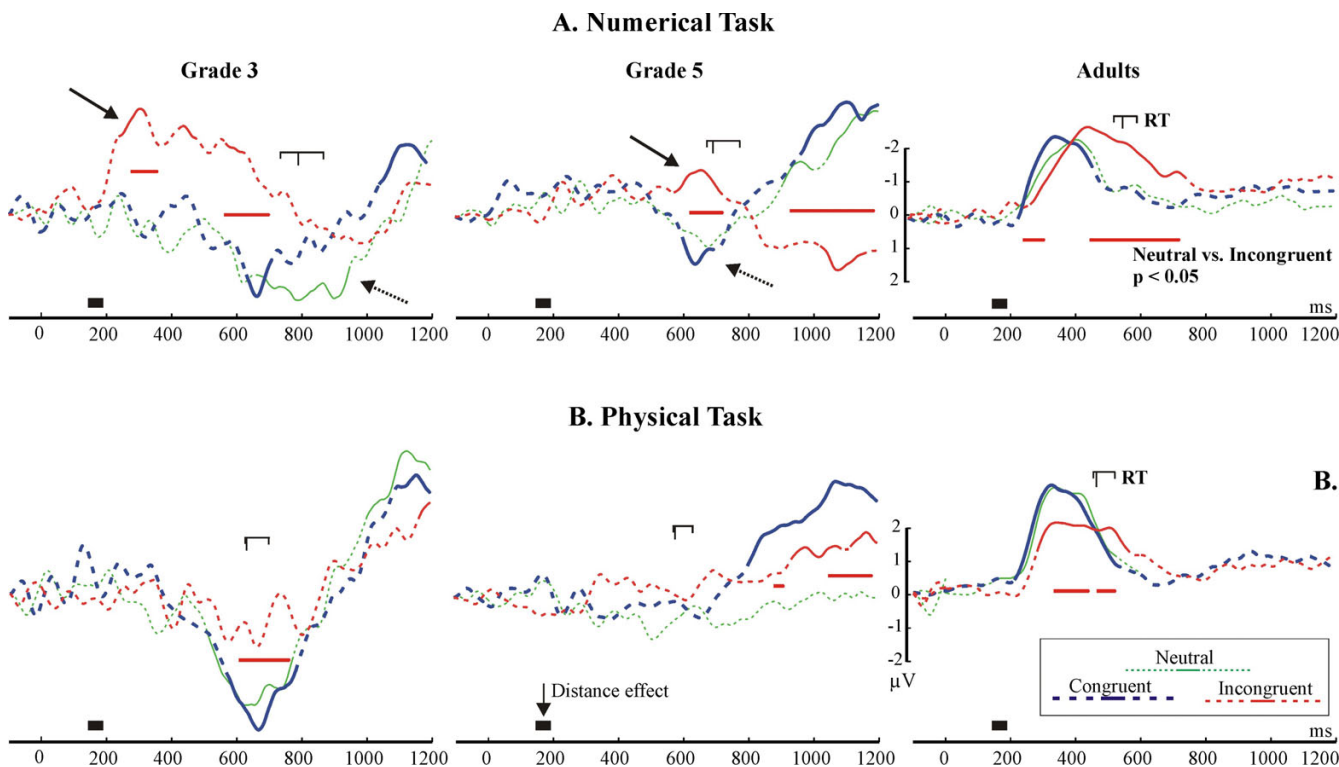 A. Numerical Task
Grade 3
Grade 5
Adults
RT
-2
-1
0
1
2
Neutral vs. Incongruent
p < 0.05
ms
0 200 400 600 800 1000 1200
0 200 400 600 800 1000 1200
0 200 400 600 800 1000 1200
B. Physical Task
RT
B.
2
1
0
-1
-2
µV
Distance effect
Neutral
Congruent
Incongruent
ms
0 200 400 600 800 1000 1200
0 200 400 600 800 1000 1200
0 200 400 600 800 1000 1200